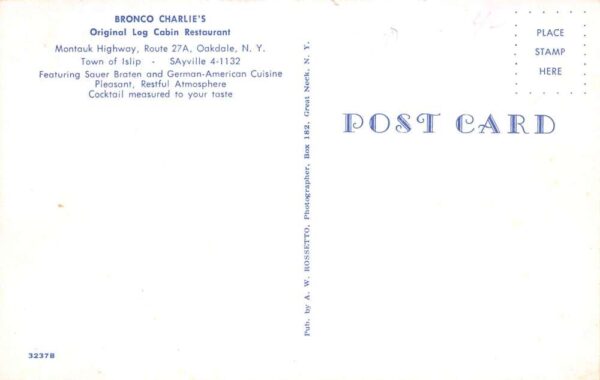 BRONCO CHARLIE'S
Original Log Cabin Restaurant
Montauk Highway, Route 27A, Oakdale, N. Y.
Town of Islip - SAyville 4-1132
Featuring Sauer Braten and German-American Cuisine
Pleasant, Restful Atmosphere
Cocktail measured to your taste
32378
Pub. by A. W. ROSSETTO, Photographer, Box 182, Great Neck, N. Y.
POST CARD
PLACE
STAMP
HERE